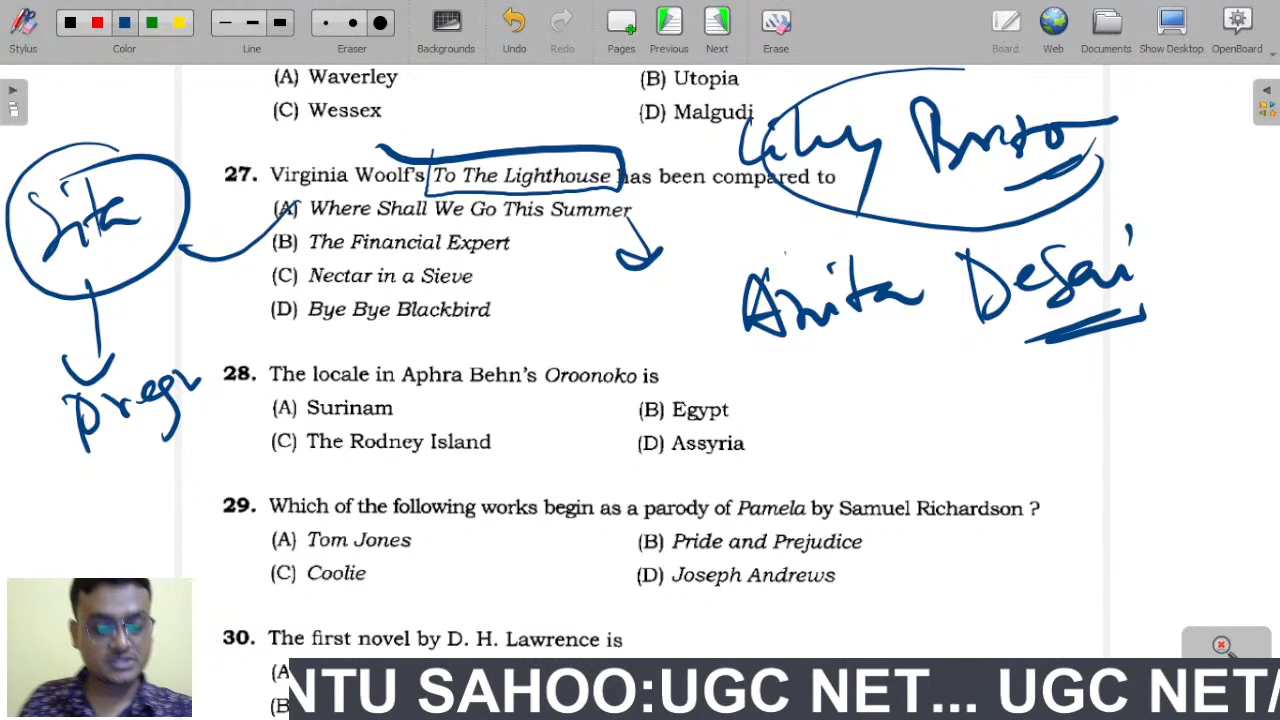 Stylus
Color
Line
Eraser
Backgrounds
Undo
Redo
Pages
Previous
Next
Erase
Board
Web
Documents
Show Desktop
OpenBoard
(A) Waverley
(B) Utopia
(C) Wessex
(D) Malgudi
27. Virginia Woolf's To The Lighthouse has been compared to
(A) Where Shall We Go This Summer
(B) The Financial Expert
(C) Nectar in a Sieve
(D) Bye Bye Blackbird
Sita
Pregn
Anita Desai
28. The locale in Aphra Behn's Oroonoko is
(A) Surinam
(B) Egypt
(C) The Rodney Island
(D) Assyria
29. Which of the following works begin as a parody of Pamela by Samuel Richardson ?
(A) Tom Jones
(B) Pride and Prejudice
(C) Coolie
(D) Joseph Andrews
30. The first novel by D. H. Lawrence is
(A
(B
NTU SAHOO:UGC NET... UGC NET/